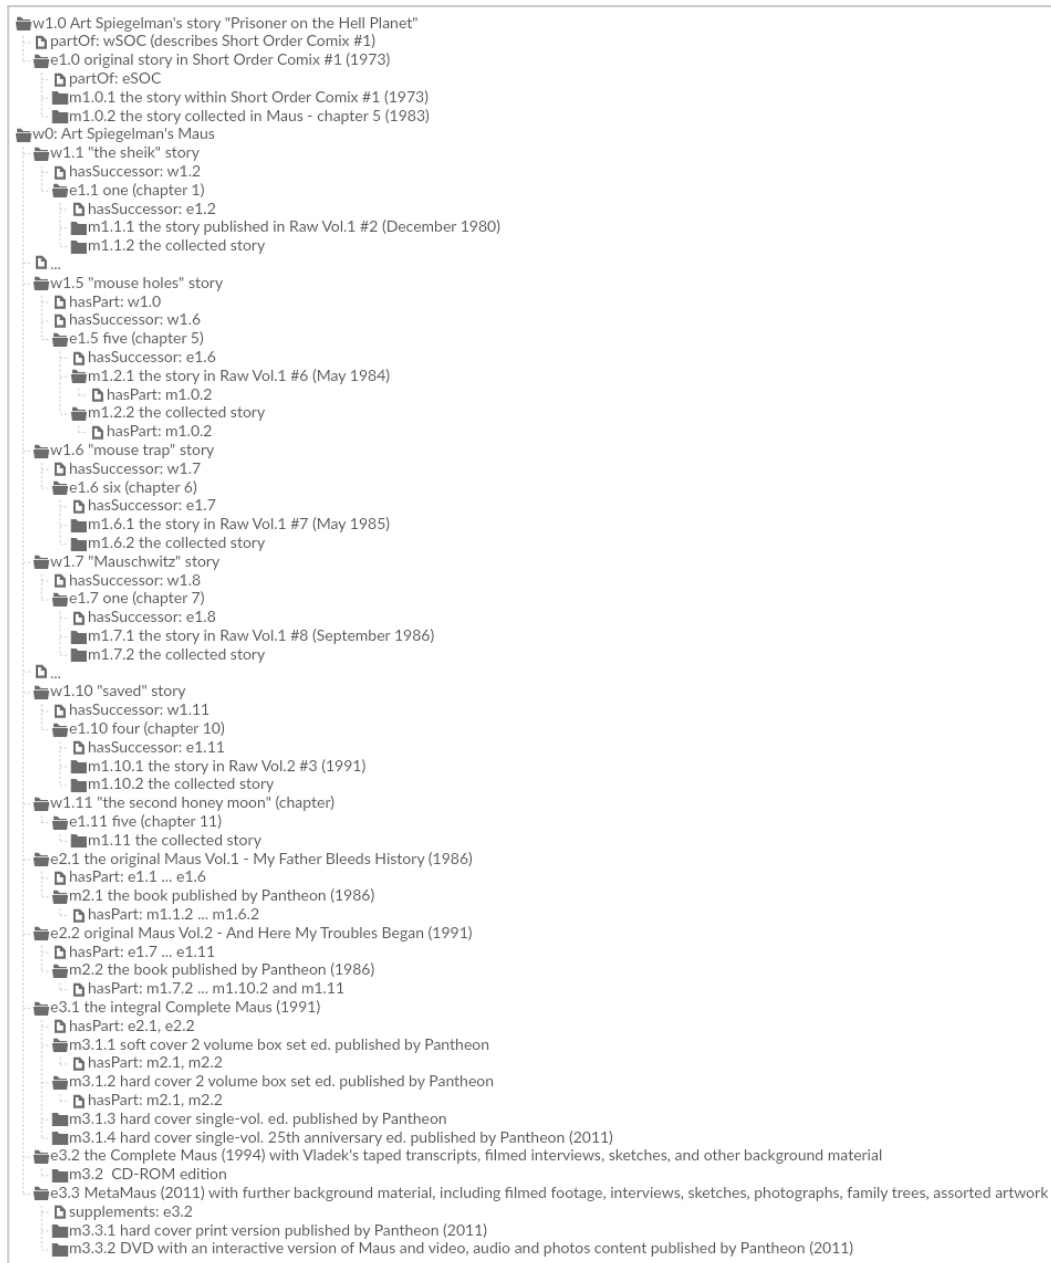 w1.0 Art Spiegelman's story "Prisoner on the Hell Planet"
partOf: wSOC (describes Short Order Comix #1)
e1.0 original story in Short Order Comix #1 (1973)
partOf: eSOC
m1.0.1 the story within Short Order Comix #1 (1973)
m1.0.2 the story collected in Maus - chapter 5 (1983)
w0: Art Spiegelman's Maus
w1.1 "the sheik" story
hasSuccessor: w1.2
e1.1 one (chapter 1)
hasSuccessor: e1.2
m1.1.1 the story published in Raw Vol.1 #2 (December 1980)
m1.1.2 the collected story
...
w1.5 "mouse holes" story
hasPart: w1.0
hasSuccessor: w1.6
e1.5 five (chapter 5)
hasSuccessor: e1.6
m1.2.1 the story in Raw Vol.1 #6 (May 1984)
hasPart: m1.0.2
m1.2.2 the collected story
hasPart: m1.0.2
w1.6 "mouse trap" story
hasSuccessor: w1.7
e1.6 six (chapter 6)
hasSuccessor: e1.7
m1.6.1 the story in Raw Vol.1 #7 (May 1985)
m1.6.2 the collected story
w1.7 "Mauschwitz" story
hasSuccessor: w1.8
e1.7 one (chapter 7)
hasSuccessor: e1.8
m1.7.1 the story in Raw Vol.1 #8 (September 1986)
m1.7.2 the collected story
...
w1.10 "saved" story
hasSuccessor: w1.11
e1.10 four (chapter 10)
hasSuccessor: e1.11
m1.10.1 the story in Raw Vol.2 #3 (1991)
m1.10.2 the collected story
w1.11 "the second honey moon" (chapter)
e1.11 five (chapter 11)
m1.11 the collected story
e2.1 the original Maus Vol.1 - My Father Bleeds History (1986)
hasPart: e1.1 ... e1.6
m2.1 the book published by Pantheon (1986)
hasPart: m1.1.2 ... m1.6.2
e2.2 original Maus Vol.2 - And Here My Troubles Began (1991)
hasPart: e1.7 ... e1.11
m2.2 the book published by Pantheon (1986)
hasPart: m1.7.2 ... m1.10.2 and m1.11
e3.1 the integral Complete Maus (1991)
hasPart: e2.1, e2.2
m3.1.1 soft cover 2 volume box set ed. published by Pantheon
hasPart: m2.1, m2.2
m3.1.2 hard cover 2 volume box set ed. published by Pantheon
hasPart: m2.1, m2.2
m3.1.3 hard cover single-vol. ed. published by Pantheon
m3.1.4 hard cover single-vol. 25th anniversary ed. published by Pantheon (2011)
e3.2 the Complete Maus (1994) with Vladek's taped transcripts, filmed interviews, sketches, and other background material
m3.2 CD-ROM edition
e3.3 MetaMaus (2011) with further background material, including filmed footage, interviews, sketches, photographs, family trees, assorted artwork
supplements: e3.2
m3.3.1 hard cover print version published by Pantheon (2011)
m3.3.2 DVD with an interactive version of Maus and video, audio and photos content published by Pantheon (2011)